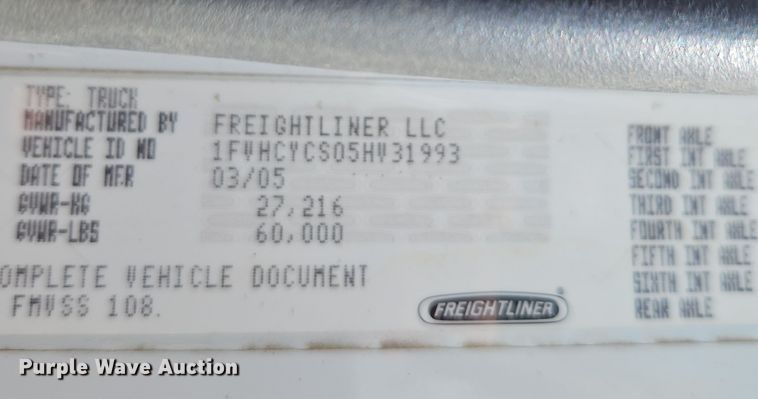 TYPE: TRUCK
MANUFACTURED BY FREIGHTLINER LLC
VEHICLE ID NO 1FVHCYCS05HV31993
DATE OF MFR 03/05
GVWR-KG 27,216
GVWR-LBS 60,000
OMPLETE VEHICLE DOCUMENT
FMVSS 108.
FREIGHTLINER
®
FRONT AXLE
FIRST INT AXLE
SECOND INT AXLE
THIRD INT AXLE
FOURTH INT AXLE
FIFTH INT AXLE
SIXTH INT AXLE
REAR AXLE
Purple Wave Auction